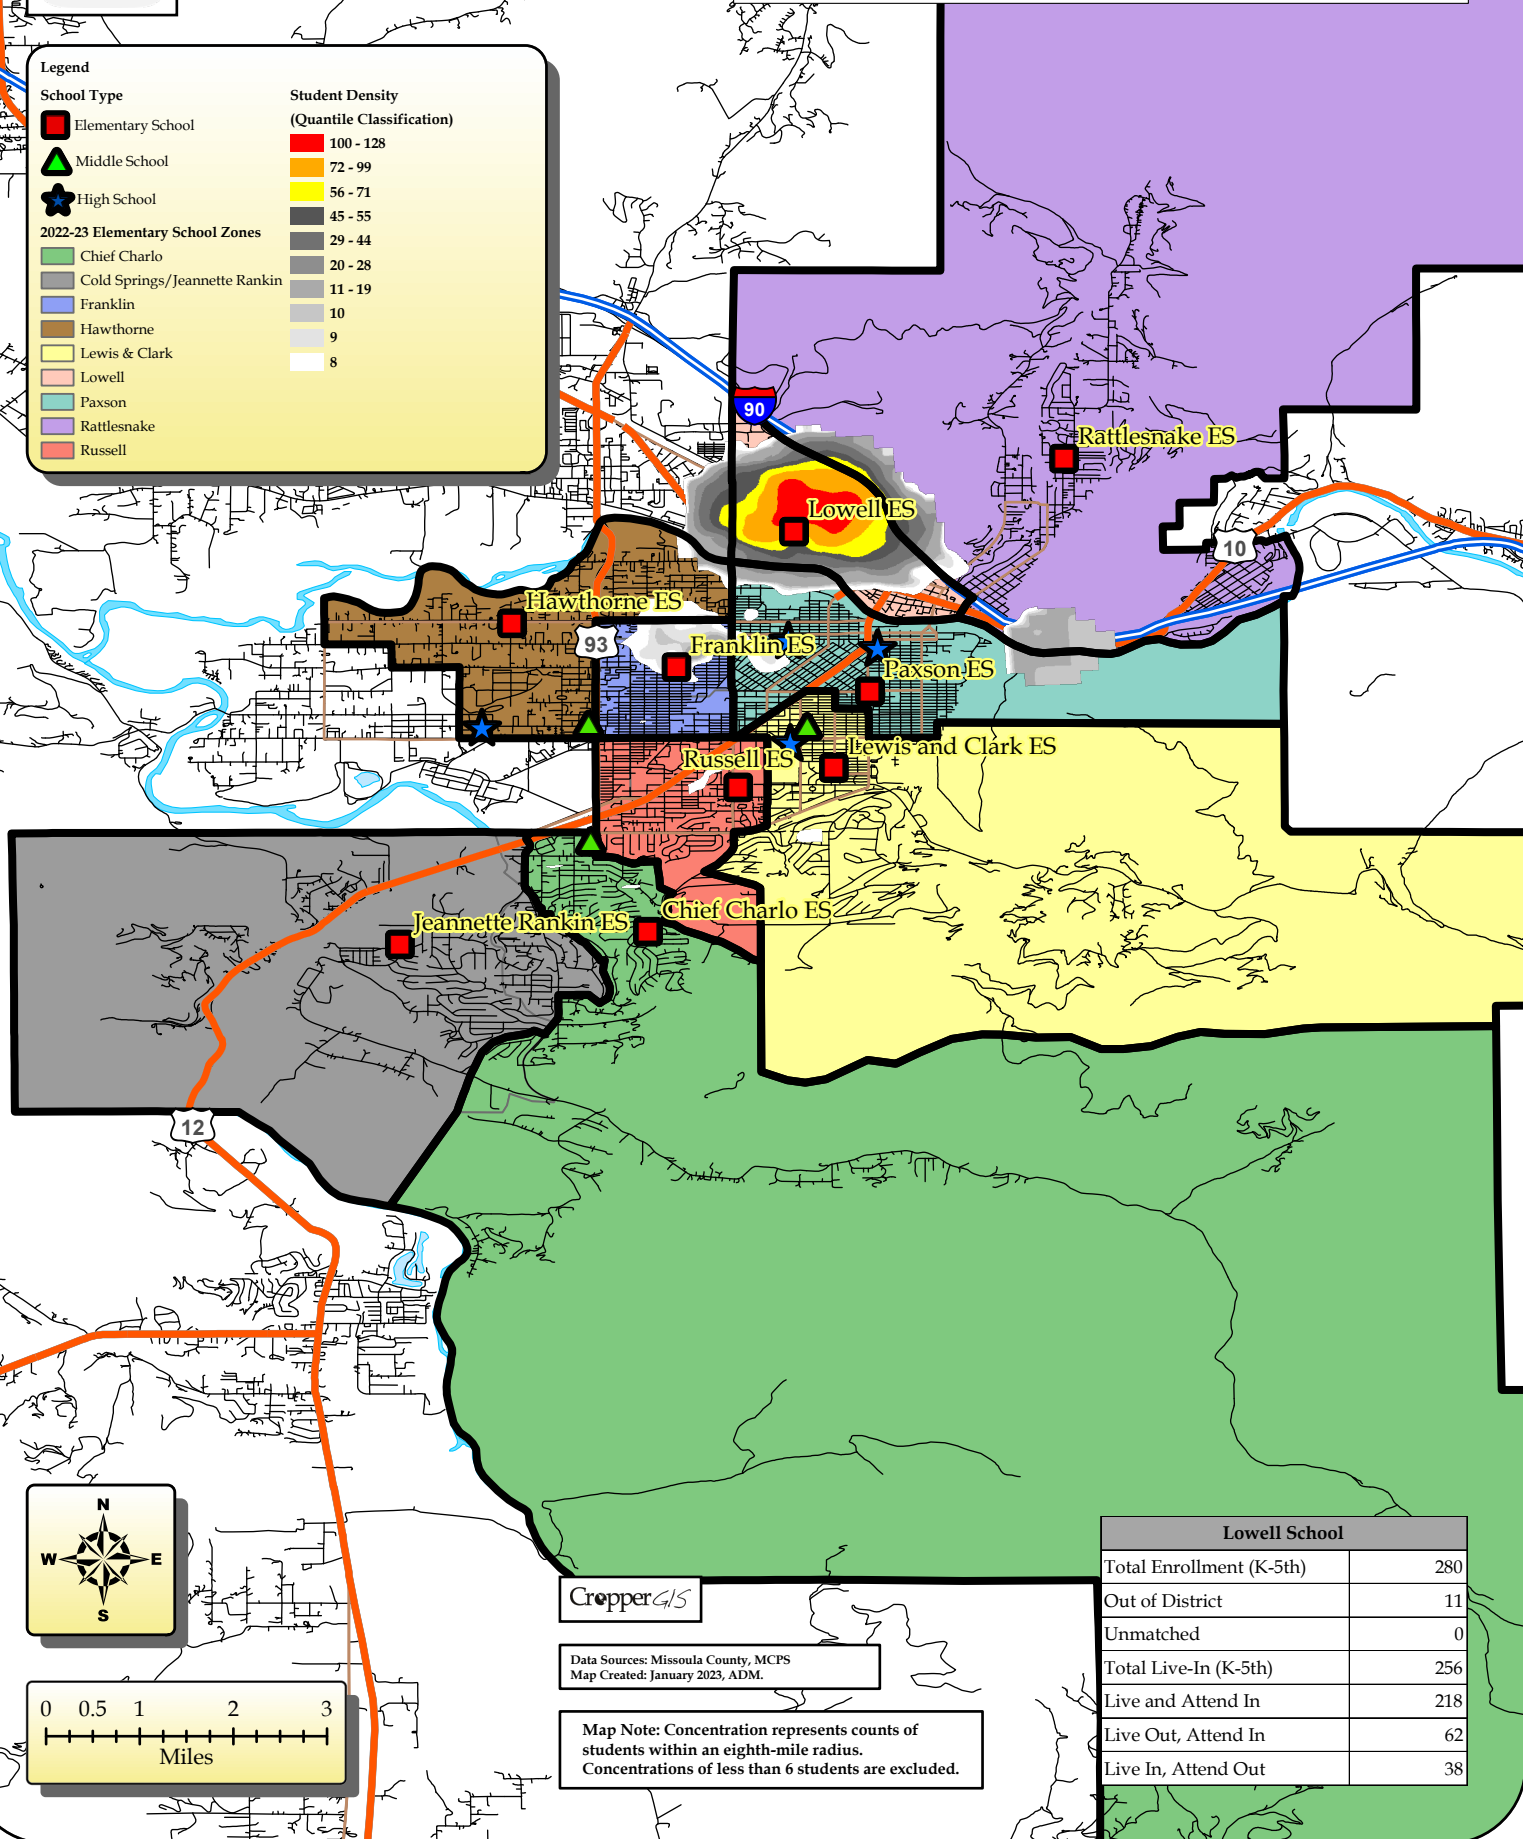 Legend
School Type
Elementary School
Middle School
High School
2022-23 Elementary School Zones
Chief Charlo
Cold Springs/Jeannette Rankin
Franklin
Hawthorne
Lewis & Clark
Lowell
Paxson
Rattlesnake
Russell
Student Density
(Quantile Classification)
100 - 128
72 - 99
56 - 71
45 - 55
29 - 44
20 - 28
11 - 19
10
9
8
90
Rattlesnake ES
Lowell ES
10
Hawthorne ES
93
Franklin ES
Paxson ES
Lewis and Clark ES
Russell ES
Chief Charlo ES
Jeannette Rankin ES
12
N
W E
S
0 0.5 1 2 3
Miles
CropperGIS
Data Sources: Missoula County, MCPS
Map Created: January 2023, ADM.
Map Note: Concentration represents counts of
students within an eighth-mile radius.
Concentrations of less than 6 students are excluded.
Lowell School
Total Enrollment (K-5th) 280
Out of District 11
Unmatched 0
Total Live-In (K-5th) 256
Live and Attend In 218
Live Out, Attend In 62
Live In, Attend Out 38